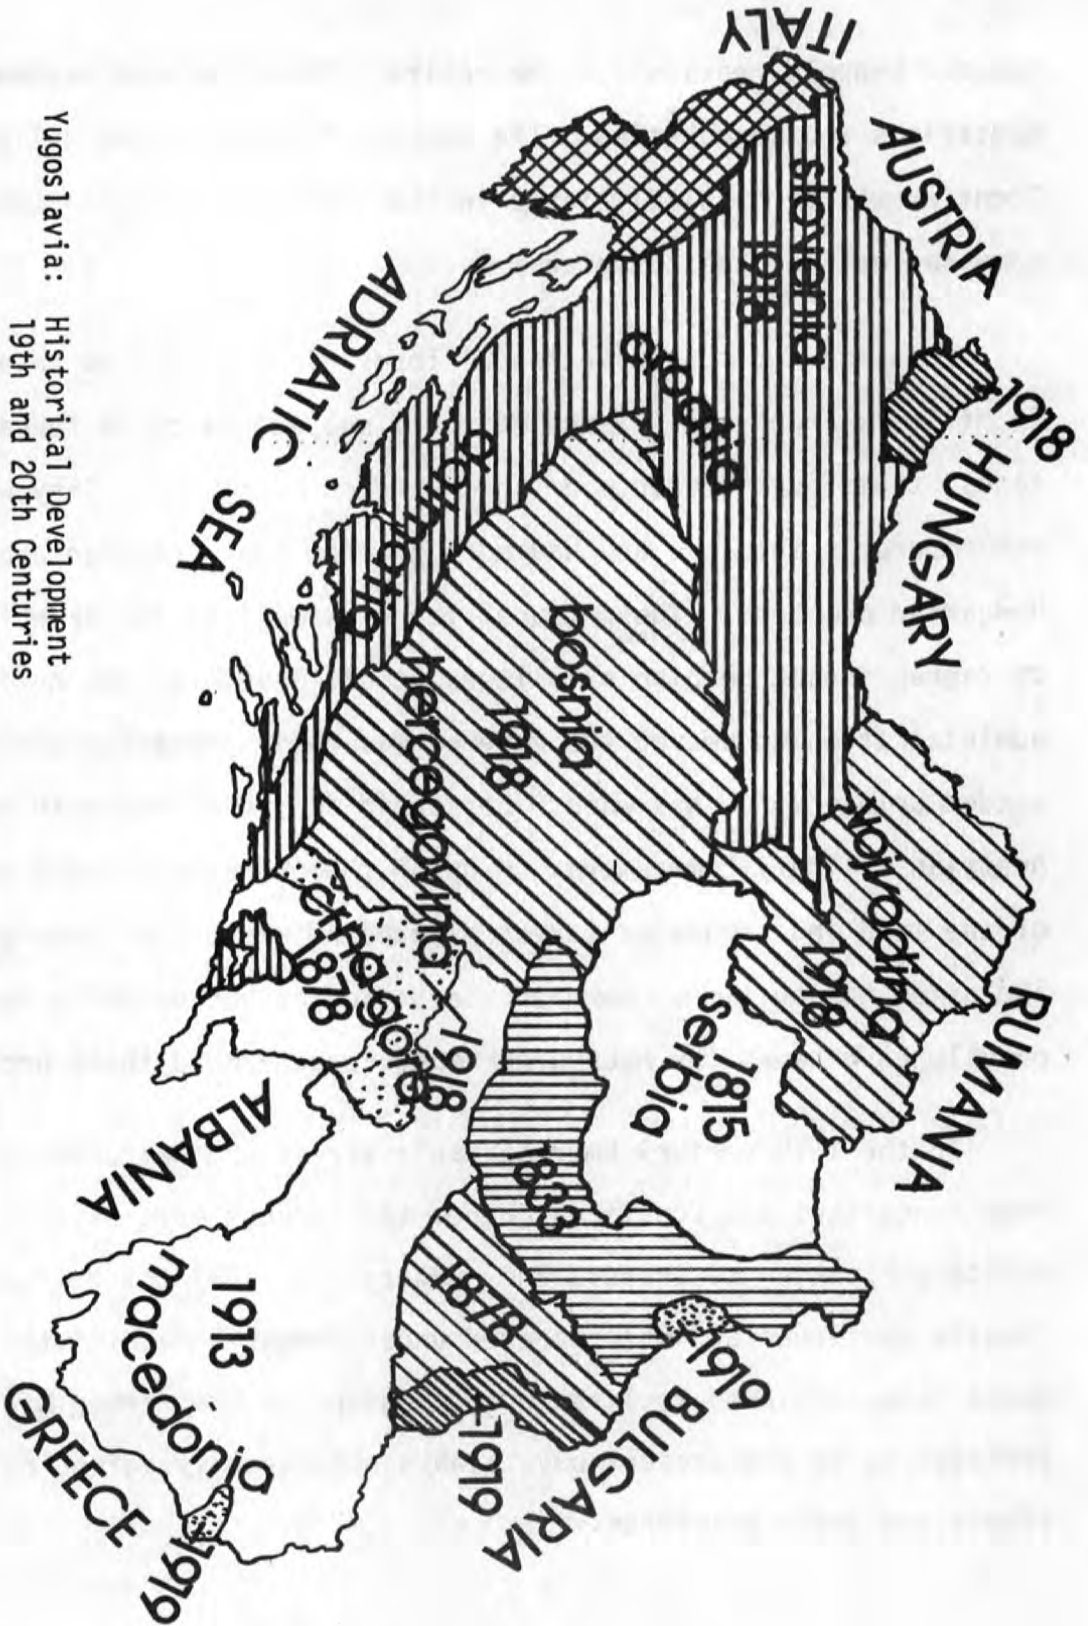 ITALY
AUSTRIA
1918
HUNGARY
slovenia
1918
croatia
vojvodina
1918
RUMANIA
bosnia
1918
hercegovina
dalmatia
ADRIATIC
SEA
1815
serbia
1833
crnagora
1878
1918
1878
1919
1919
BULGARIA
ALBANIA
1913
macedonia
1919
GREECE
Yugoslavia: Historical Development
19th and 20th Centuries